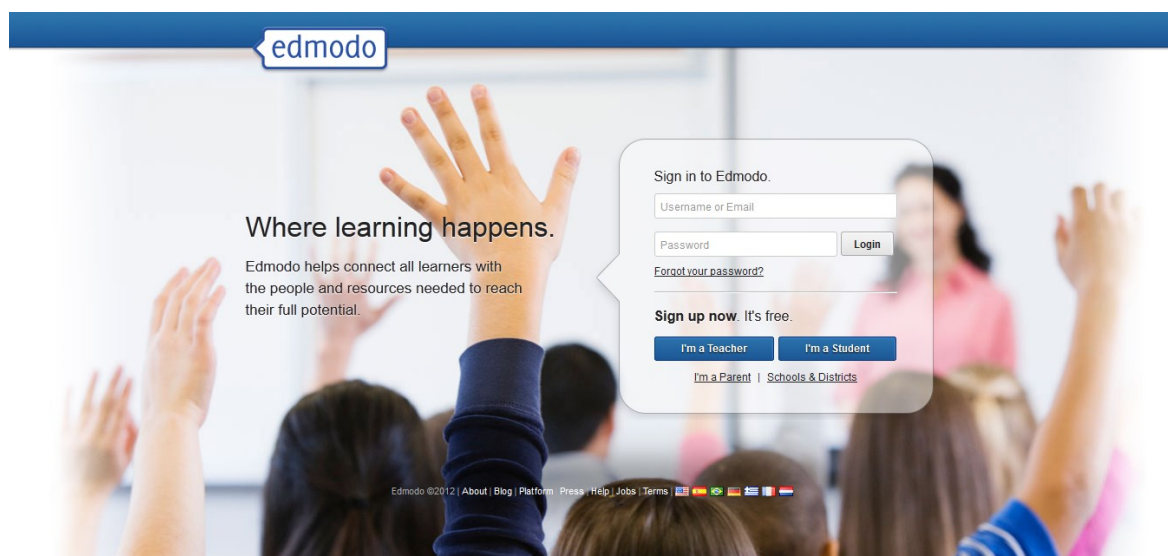 edmodo
Where learning happens.
Edmodo helps connect all learners with
the people and resources needed to reach
their full potential.
Sign in to Edmodo.
Username or Email
Password
Login
Forgot your password?
Sign up now. It's free.
I'm a Teacher
I'm a Student
I'm a Parent | Schools & Districts
Edmodo ©2012 | About | Blog | Platform Press | Help | Jobs | Terms |